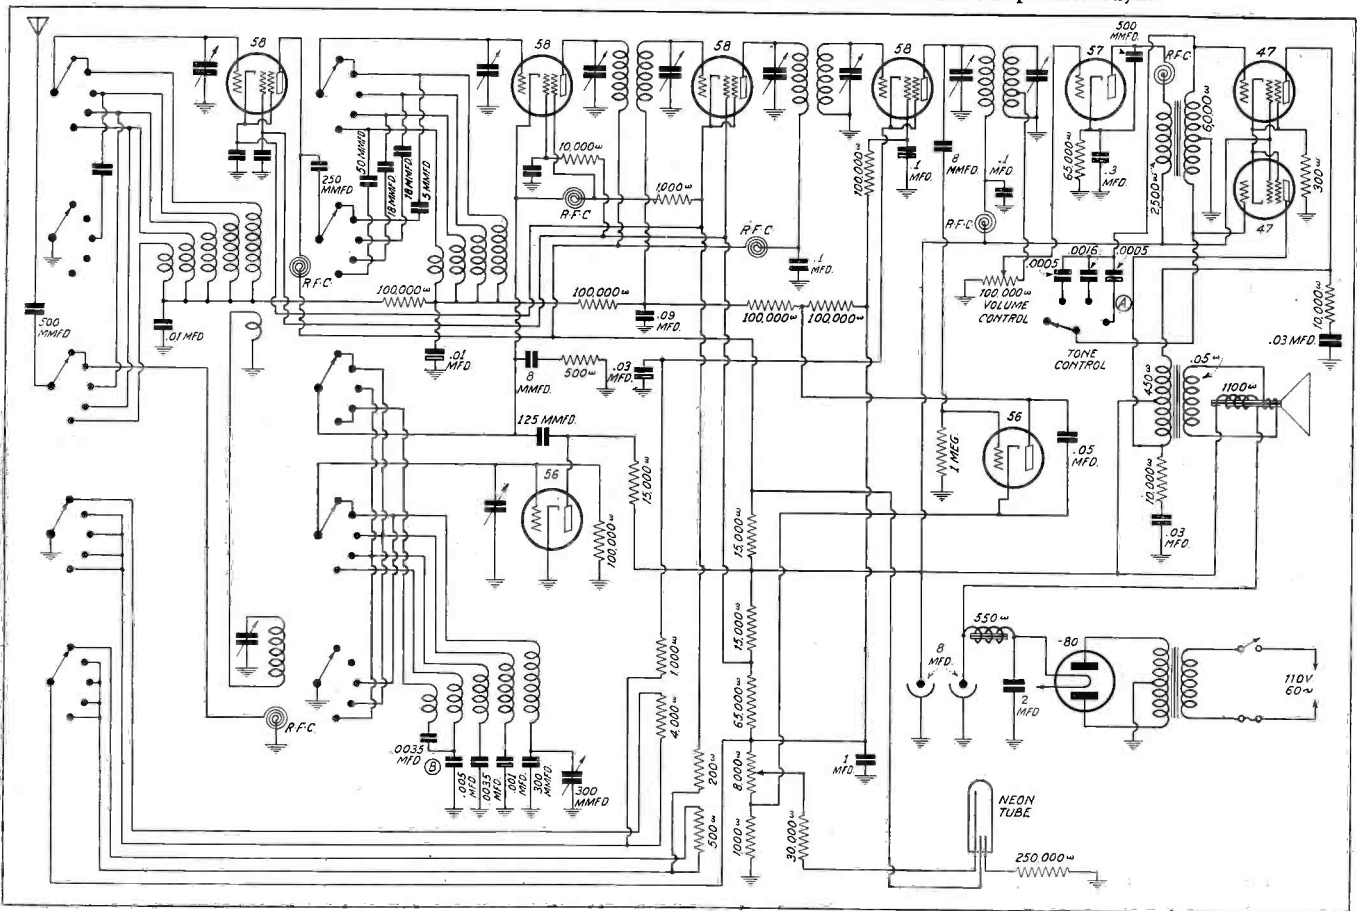 58
58
58
58
57
47
47
500
MMFD.
R.F.C.
6,000ω
2,500ω
300ω
65,000ω
.3
MFD.
.1
MFD.
8
MMFD.
.1
MFD.
R.F.C.
100,000ω
10,000ω
R.F.C.
1000ω
R.F.C.
.1
MFD.
250
MMFD
50 MMFD.
18 MMFD.
18 MMFD.
5 MMFD
R.F.C.
100,000ω
100,000ω
100,000ω
100,000ω
.09
MFD.
.01 MFD
.01
MFD.
500
MMFD
100,000ω
VOLUME
CONTROL
.0005
.0016
.0005
A
TONE
CONTROL
10,000ω
.03 MFD.
.05ω
450ω
1100ω
10,000ω
.03
MFD.
8
MMFD.
500ω
.03
MFD.
125 MMFD.
56
100,000ω
15,000ω
15,000ω
15,000ω
65,000ω
8,000ω
1000ω
30,000ω
1,000ω
4,000ω
200ω
500ω
1 MEG.
56
.05
MFD.
1
MFD.
8
MFD.
550ω
2
MFD
-80
110V
60~
R.F.C.
.0035
MFD
B
.005
MFD.
.0035
MFD.
.001
MFD.
300
MMFD.
300
MMFD
NEON
TUBE
250,000ω